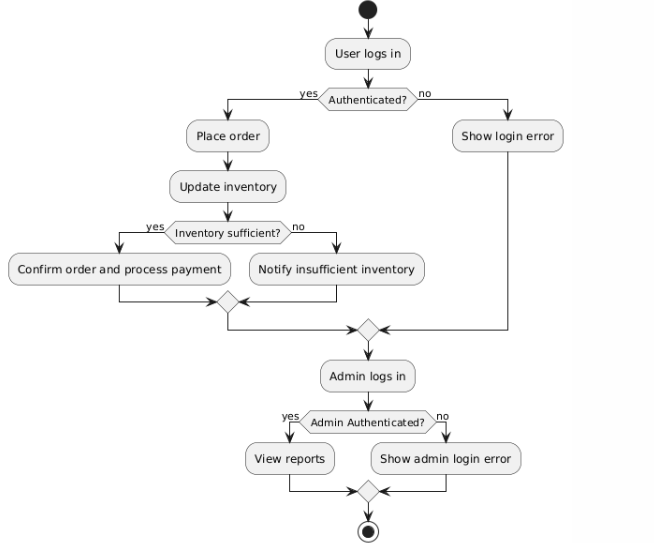 User logs in
yes
Authenticated?
no
Place order
Show login error
Update inventory
yes
Inventory sufficient?
no
Confirm order and process payment
Notify insufficient inventory
Admin logs in
yes
Admin Authenticated?
no
View reports
Show admin login error